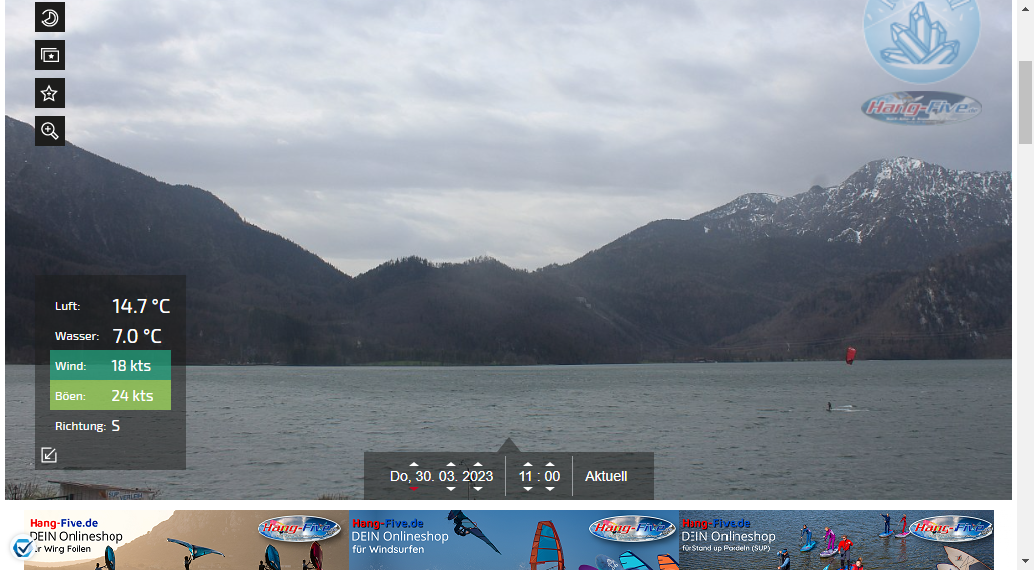 Hang-Five.de
Luft: 14.7 °C
Wasser: 7.0 °C
Wind: 18 kts
Böen: 24 kts
Richtung: S
Do, 30. 03. 2023 11 : 00 Aktuell
Hang-Five.de
DEIN Onlineshop
für Wing Foilen
Hang-Five
Hang-Five.de
DEIN Onlineshop
für Windsurfen
Hang-Five
Hang-Five.de
DEIN Onlineshop
für Stand up Paddeln (SUP)
Hang-Five